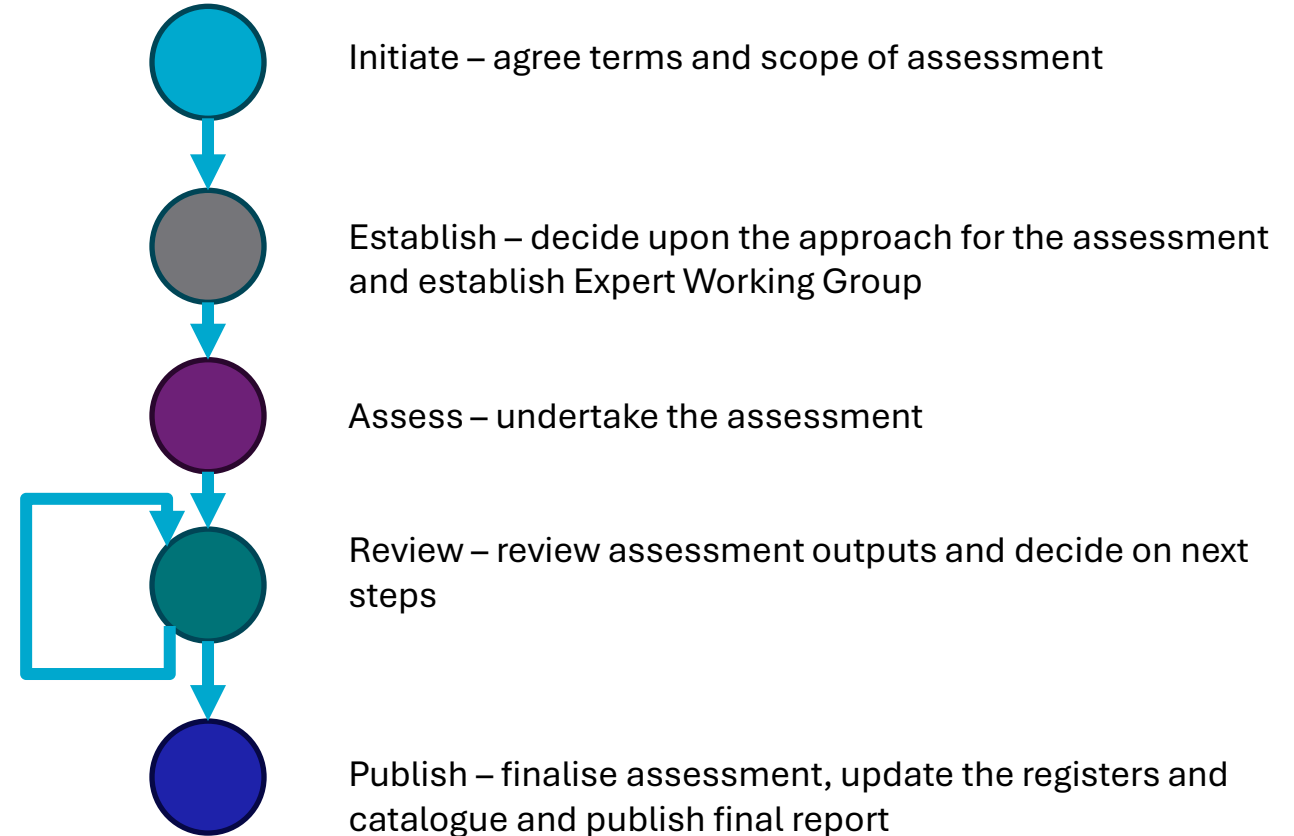 Initiate – agree terms and scope of assessment
Establish – decide upon the approach for the assessment
and establish Expert Working Group
Assess – undertake the assessment
Review – review assessment outputs and decide on next
steps
Publish – finalise assessment, update the registers and
catalogue and publish final report